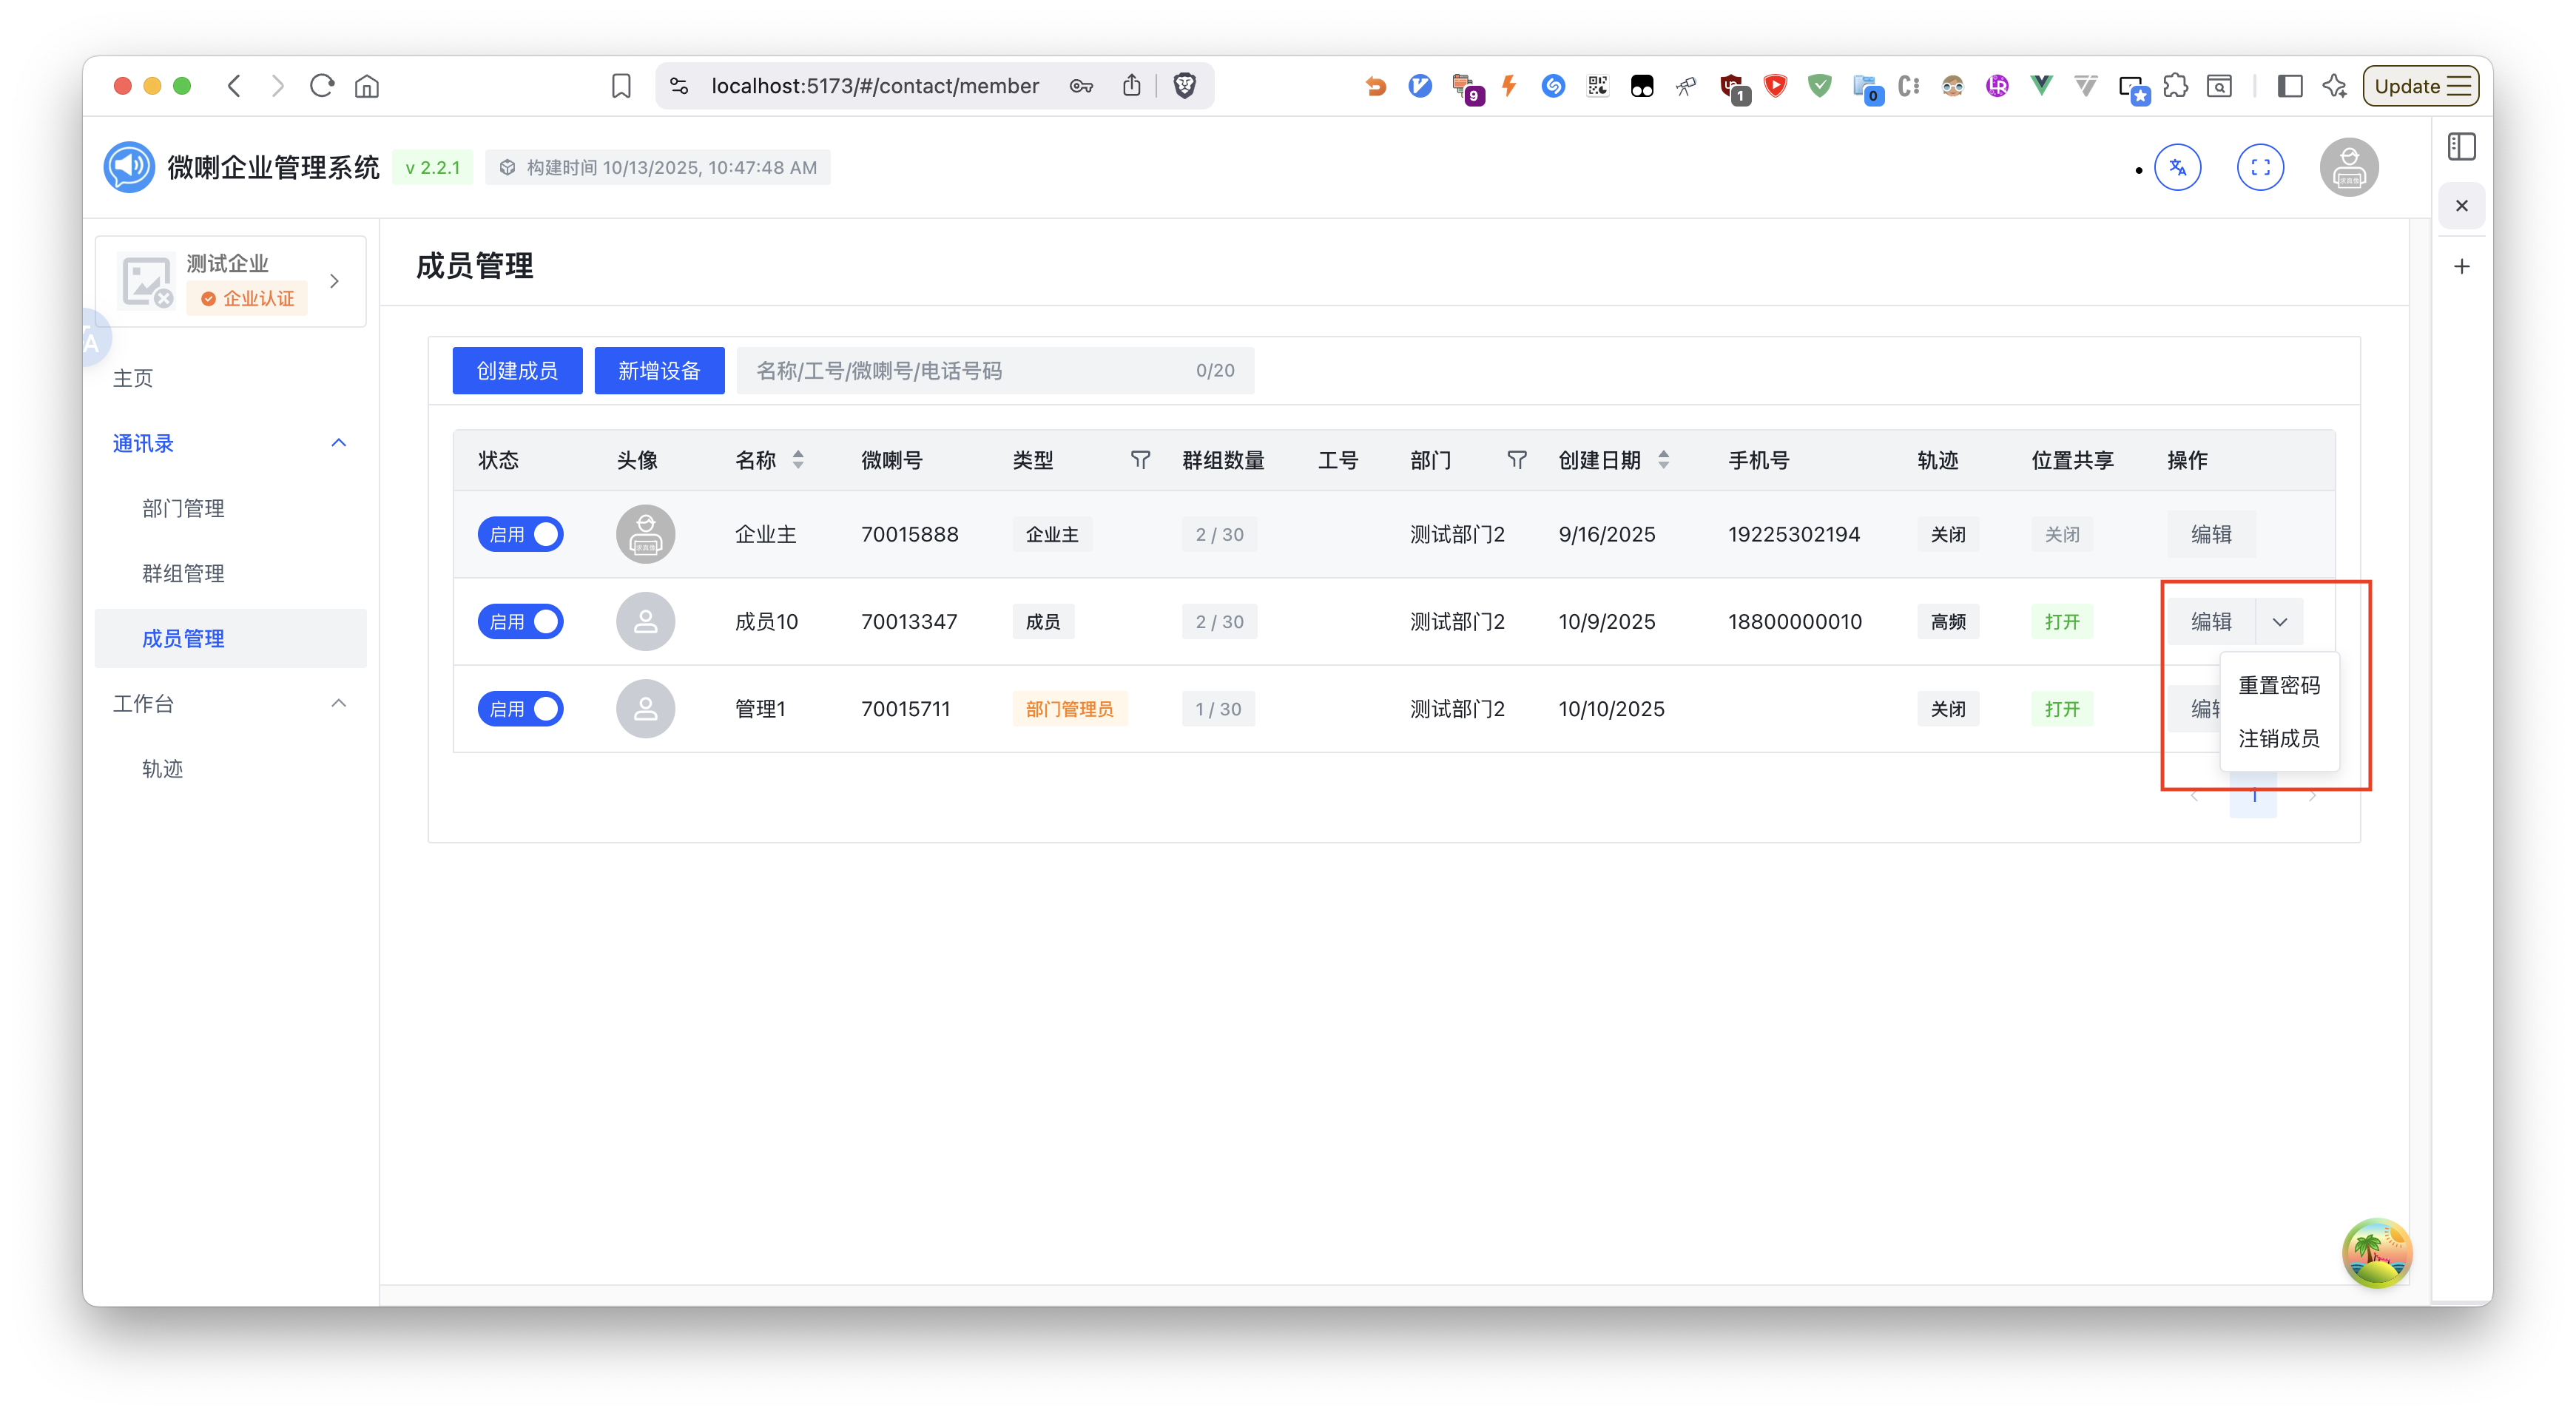 localhost:5173/#/contact/member
9
1
0
Update
微喇企业管理系统
v 2.2.1
构建时间 10/13/2025, 10:47:48 AM
测试企业
企业认证
主页
通讯录
部门管理
群组管理
成员管理
工作台
轨迹
成员管理
创建成员
新增设备
名称/工号/微喇号/电话号码
0/20
状态 头像 名称 微喇号 类型 群组数量 工号 部门 创建日期 手机号 轨迹 位置共享 操作
启用 企业主 70015888 企业主 2 / 30 测试部门2 9/16/2025 19225302194 关闭 关闭 编辑
启用 成员10 70013347 成员 2 / 30 测试部门2 10/9/2025 18800000010 高频 打开 编辑
启用 管理1 70015711 部门管理员 1 / 30 测试部门2 10/10/2025 关闭 打开
重置密码
注销成员
1